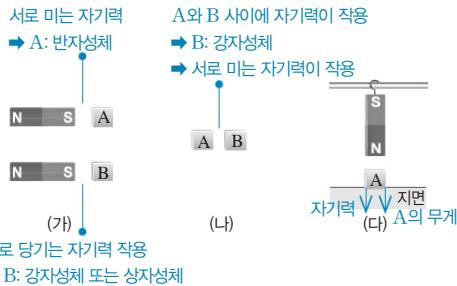 서로 미는 자기력
➡ A: 반자성체
A와 B 사이에 자기력이 작용
➡ B: 강자성체
➡ 서로 미는 자기력이 작용
N S A
N S B
(가)
로 당기는 자기력 작용
B: 강자성체 또는 상자성체
A B
(나)
S
N
A
지면
자기력
A의 무게
(다)